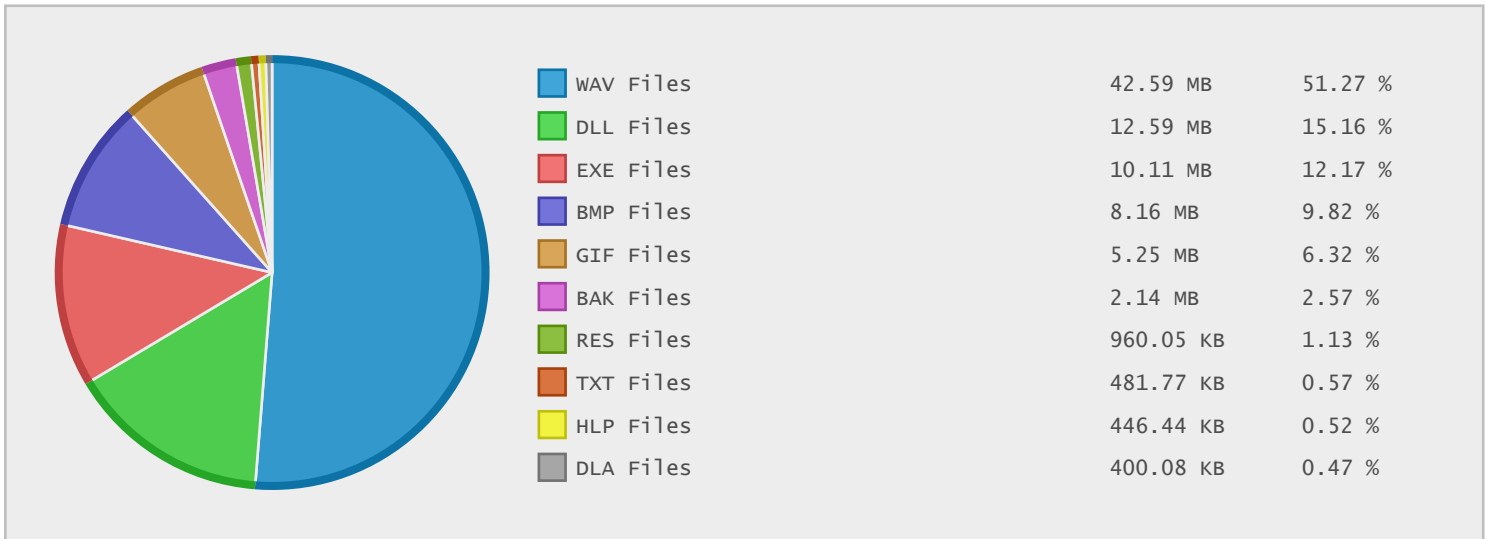 WAV Files 42.59 MB 51.27 %
DLL Files 12.59 MB 15.16 %
EXE Files 10.11 MB 12.17 %
BMP Files 8.16 MB 9.82 %
GIF Files 5.25 MB 6.32 %
BAK Files 2.14 MB 2.57 %
RES Files 960.05 KB 1.13 %
TXT Files 481.77 KB 0.57 %
HLP Files 446.44 KB 0.52 %
DLA Files 400.08 KB 0.47 %